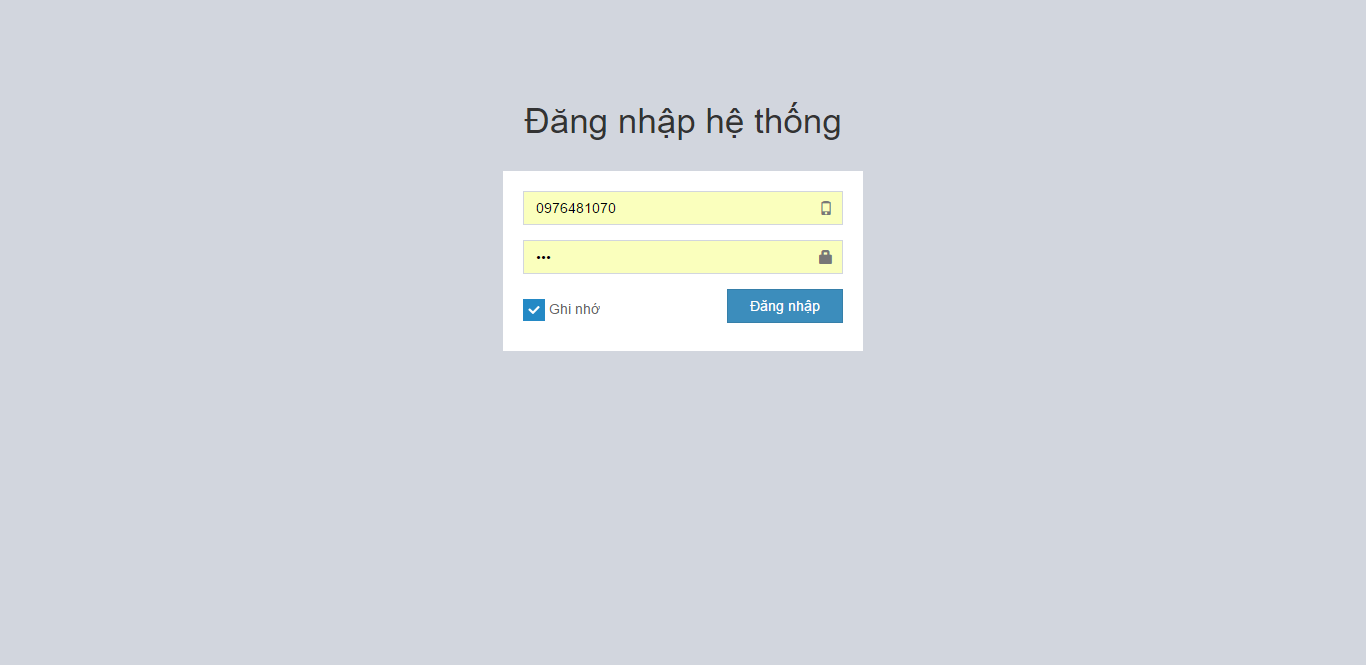 Đăng nhập hệ thống
0976481070
•••
Ghi nhớ
Đăng nhập